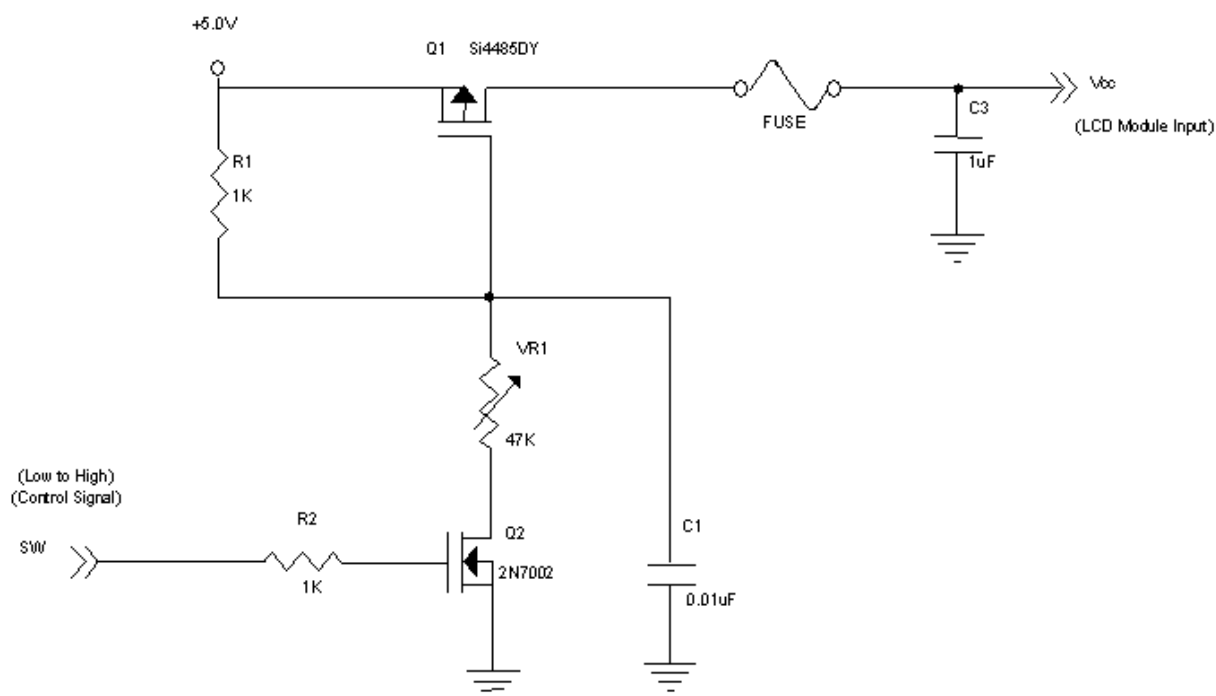 +5.0V
Q1 Si4485DY
FUSE
Vcc
(LCD Module Input)
C3
1uF
R1
1K
VR1
47K
(Low to High)
(Control Signal)
SW
R2
1K
Q2
2N7002
C1
0.01uF